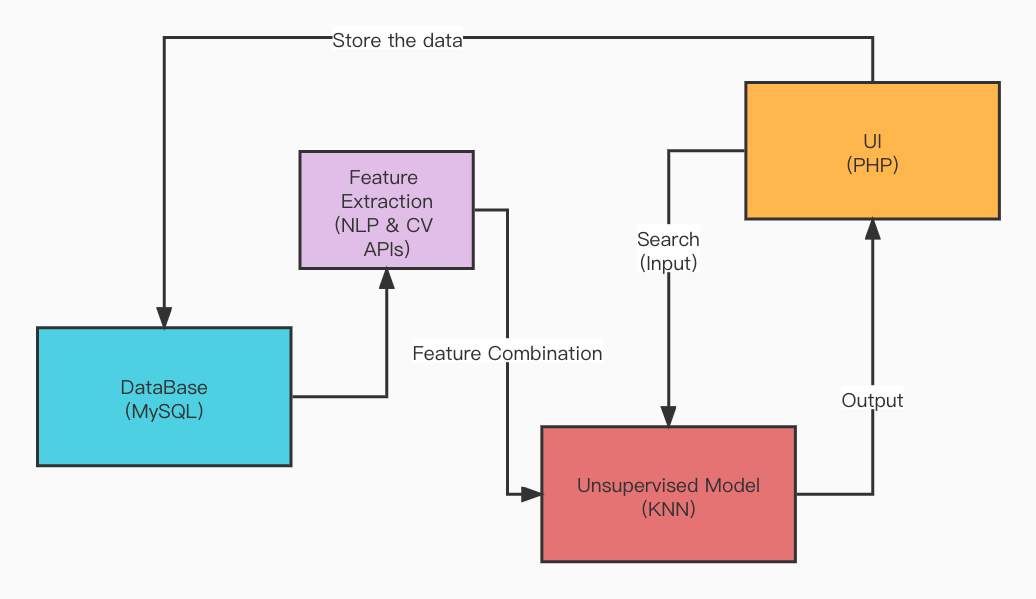 Store the data
UI
(PHP)
Feature
Extraction
(NLP & CV
APIs)
Search
(Input)
Feature Combination
DataBase
(MySQL)
Output
Unsupervised Model
(KNN)